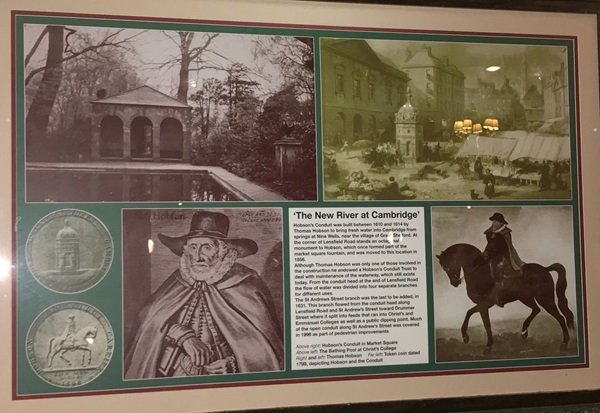 'The New River at Cambridge'
Hobson's Conduit was built between 1610 and 1614 by
Thomas Hobson to bring fresh water into Cambridge from
springs at Nine Wells, near the village of Great Shelford. At
the corner of Lensfield Road stands an octagonal
monument to Hobson, which once formed part of the
market square fountain, and was moved to this location in
1856.
Although Thomas Hobson was only one of those involved in
the construction he endowed a Hobson's Conduit Trust to
deal with maintenance of the waterway, which still exists
today. From the conduit head at the end of Lensfield Road
the flow of water was divided into four separate branches
for different uses.
The St Andrews Street branch was the last to be added, in
1631. This branch flowed from the conduit head along
Lensfield Road and St Andrew's Street toward Drummer
Street where it split into feeds that ran into Christ's and
Emmanuel Colleges as well as a public dipping point. Much
of the open conduit along St Andrew's Street was covered
in 1996 as part of pedestrian improvements
Above right: Hobson's Conduit in Market Square
Above left: The Bathing Pool at Christ's College
Right and left: Thomas Hobson Far left: Token coin dated
1799, depicting Hobson and the Conduit